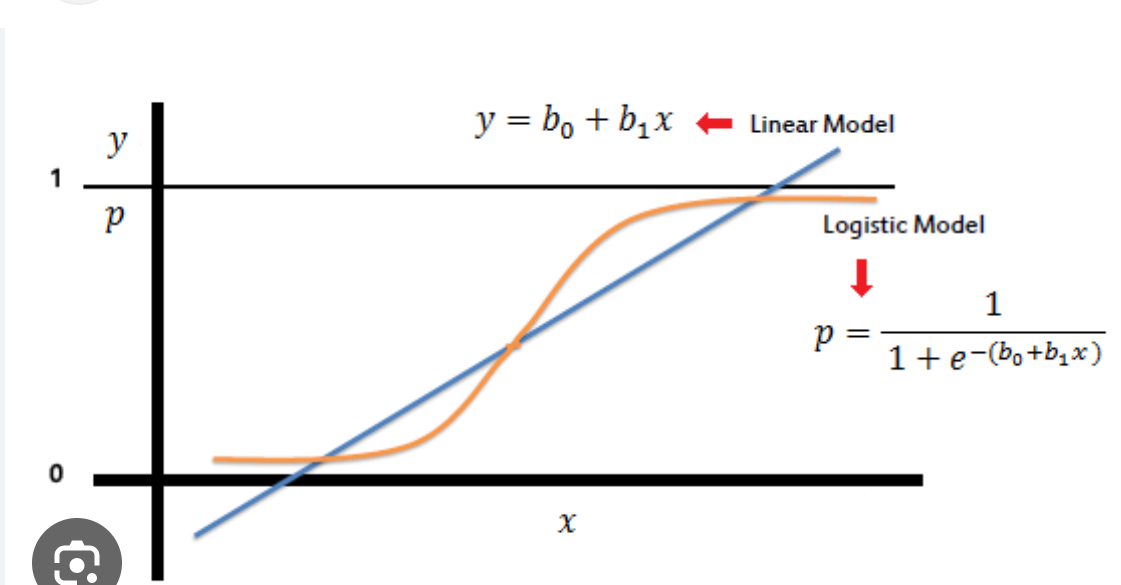 y = b₀ + b₁x
Linear Model
y
1
p
Logistic Model
p = 1 / (1 + e^−(b₀+b₁x))
0
x